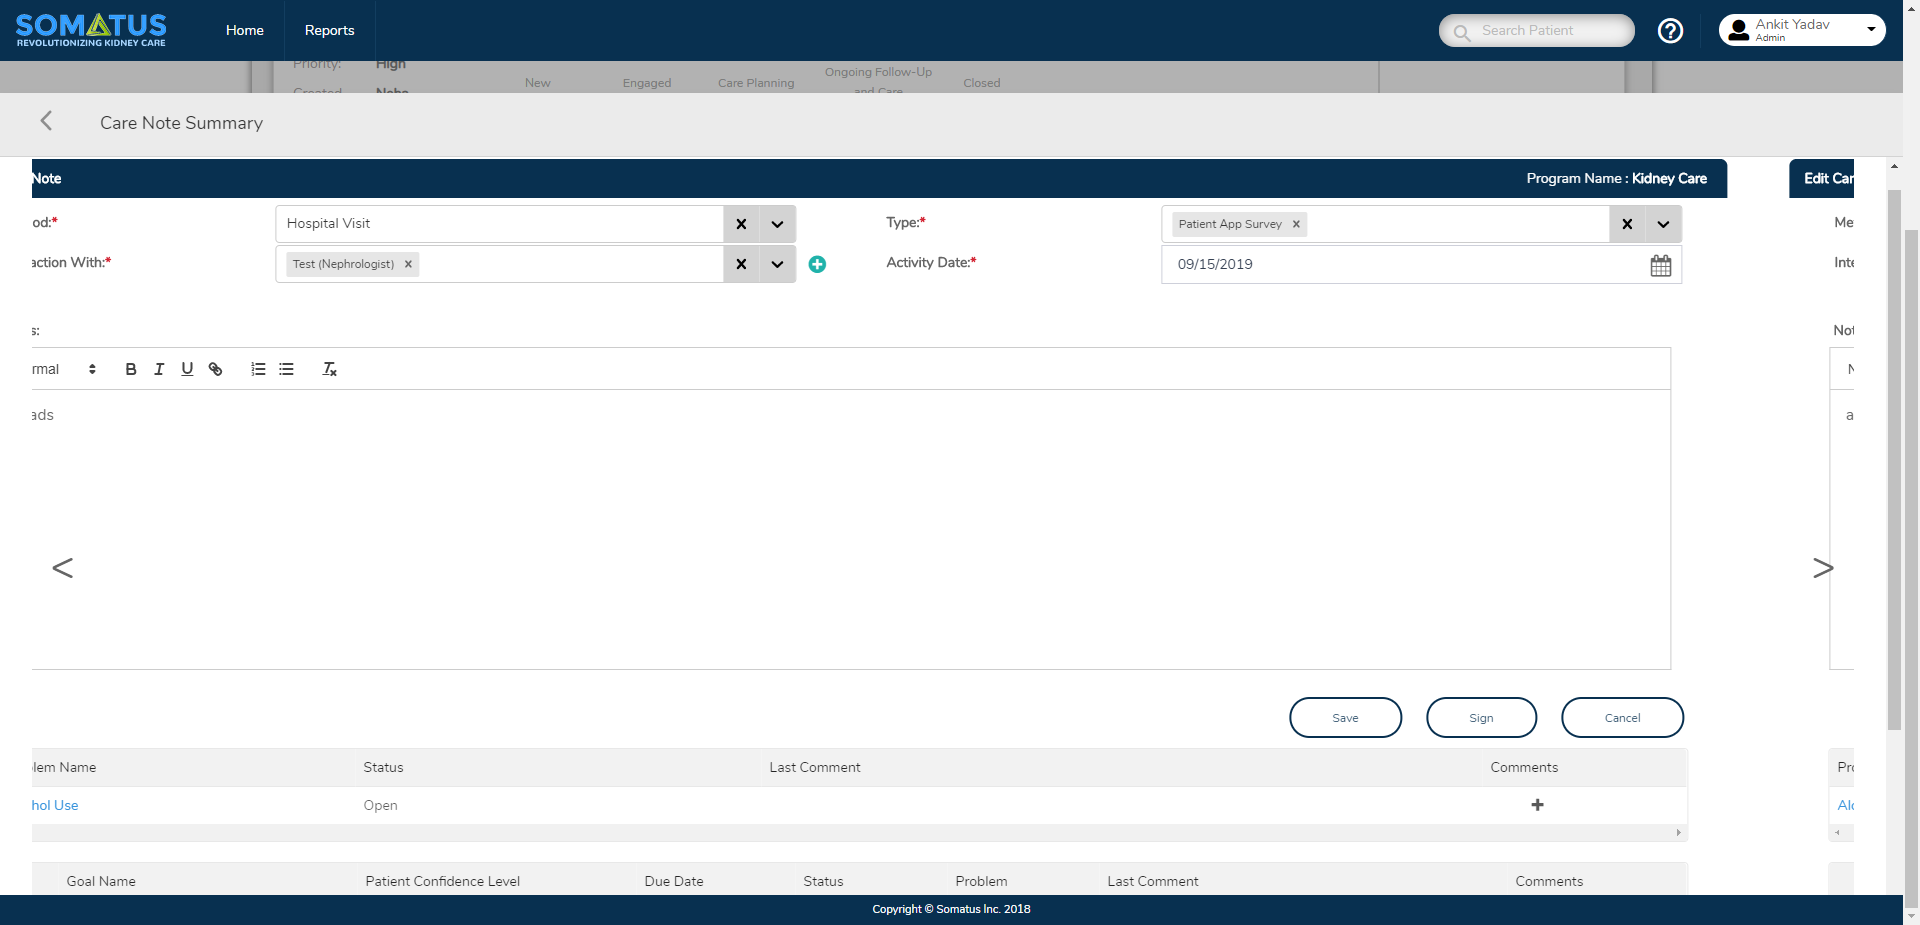 SOMATUS
REVOLUTIONIZING KIDNEY CARE
Home
Reports
Search Patient
Ankit Yadav
Admin
Priority:
High
New
Engaged
Care Planning
Ongoing Follow-Up
and Care
Closed
Created
Care Note Summary
Note
Program Name : Kidney Care
Edit Car
od:*
Hospital Visit
Type:*
Patient App Survey
Me
action With:*
Test (Nephrologist)
Activity Date:*
09/15/2019
Inte
s:
Not
rmal
B I U
N
ads
a
<
>
Save
Sign
Cancel
lem Name
Status
Last Comment
Comments
Pro
hol Use
Open
Alc
Goal Name
Patient Confidence Level
Due Date
Status
Problem
Last Comment
Comments
Copyright © Somatus Inc. 2018